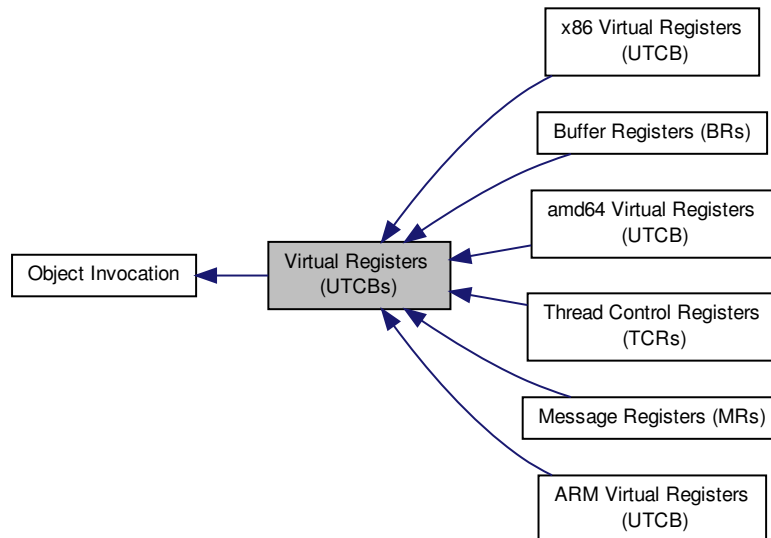 x86 Virtual Registers
(UTCB)
Buffer Registers (BRs)
amd64 Virtual Registers
(UTCB)
Object Invocation
Virtual Registers
(UTCBs)
Thread Control Registers
(TCRs)
Message Registers (MRs)
ARM Virtual Registers
(UTCB)